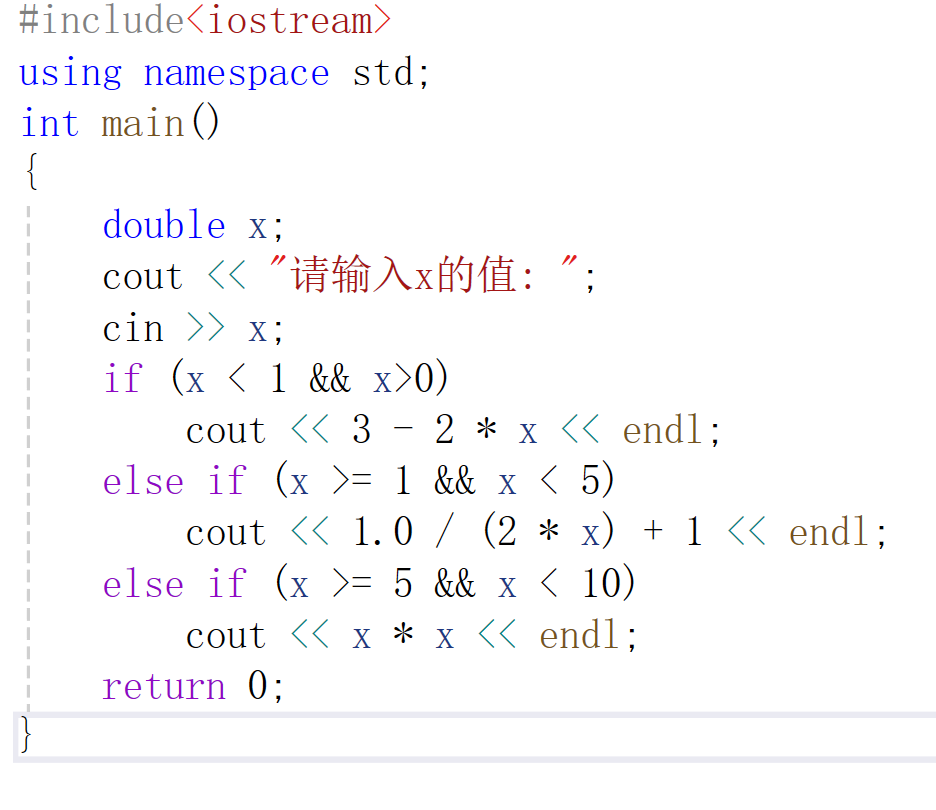 #include<iostream>
using namespace std;
int main()
{
double x;
cout << "请输入x的值: ";
cin >> x;
if (x < 1 && x>0)
cout << 3 - 2 * x << endl;
else if (x >= 1 && x < 5)
cout << 1.0 / (2 * x) + 1 << endl;
else if (x >= 5 && x < 10)
cout << x * x << endl;
return 0;
}